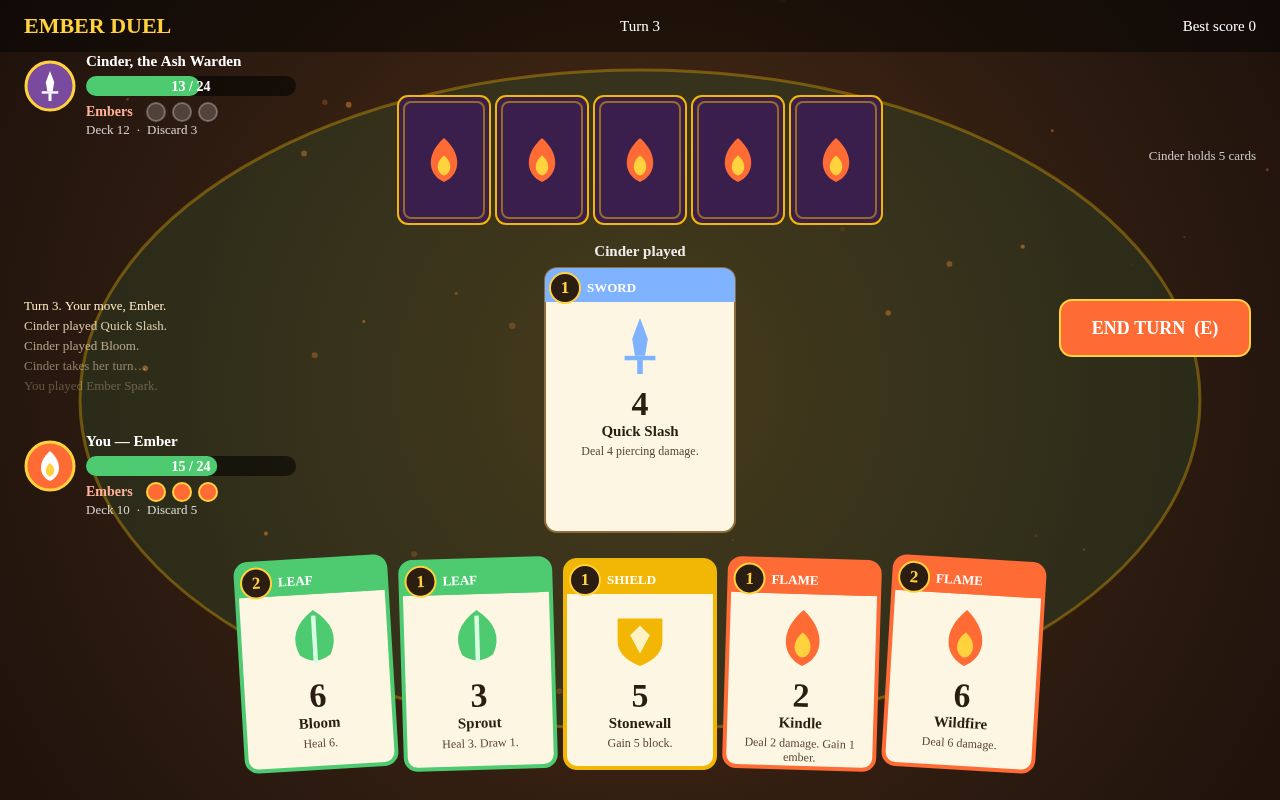 EMBER DUEL
Turn 3
Best score 0
Cinder, the Ash Warden
13 / 24
Embers
Deck 12 · Discard 3
Cinder holds 5 cards
Cinder played
1 SWORD
4
Quick Slash
Deal 4 piercing damage.
Turn 3. Your move, Ember.
Cinder played Quick Slash.
Cinder played Bloom.
Cinder takes her turn…
You played Ember Spark.
END TURN (E)
You — Ember
15 / 24
Embers
Deck 10 · Discard 5
2 LEAF
6
Bloom
Heal 6.
1 LEAF
3
Sprout
Heal 3. Draw 1.
1 SHIELD
5
Stonewall
Gain 5 block.
1 FLAME
2
Kindle
Deal 2 damage. Gain 1
ember.
2 FLAME
6
Wildfire
Deal 6 damage.